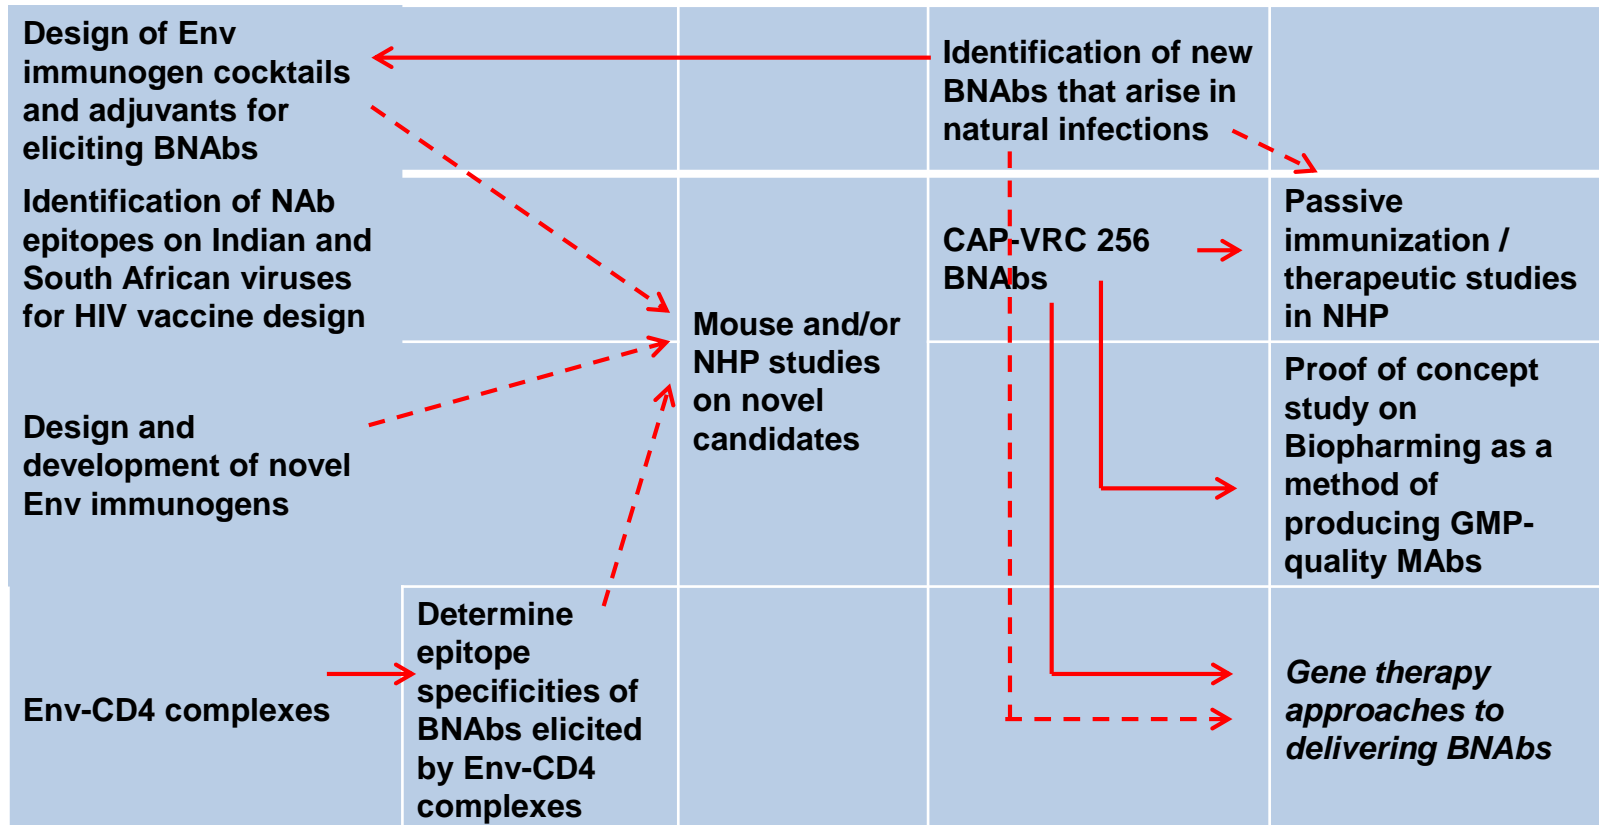 Design of Env
immunogen cocktails
and adjuvants for
eliciting BNAbs
Identification of new
BNAbs that arise in
natural infections
Identification of NAb
epitopes on Indian and
South African viruses
for HIV vaccine design
CAP-VRC 256
BNAbs
Passive
immunization /
therapeutic studies
in NHP
Mouse and/or
NHP studies
on novel
candidates
Design and
development of novel
Env immunogens
Proof of concept
study on
Biopharming as a
method of
producing GMP-
quality MAbs
Env-CD4 complexes
Determine
epitope
specificities of
BNAbs elicited
by Env-CD4
complexes
Gene therapy
approaches to
delivering BNAbs